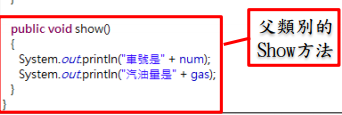 }
public void show()
{
System.out.println("車號是" + num);
System.out.println("汽油量是" + gas);
}
}
父類別的
Show方法